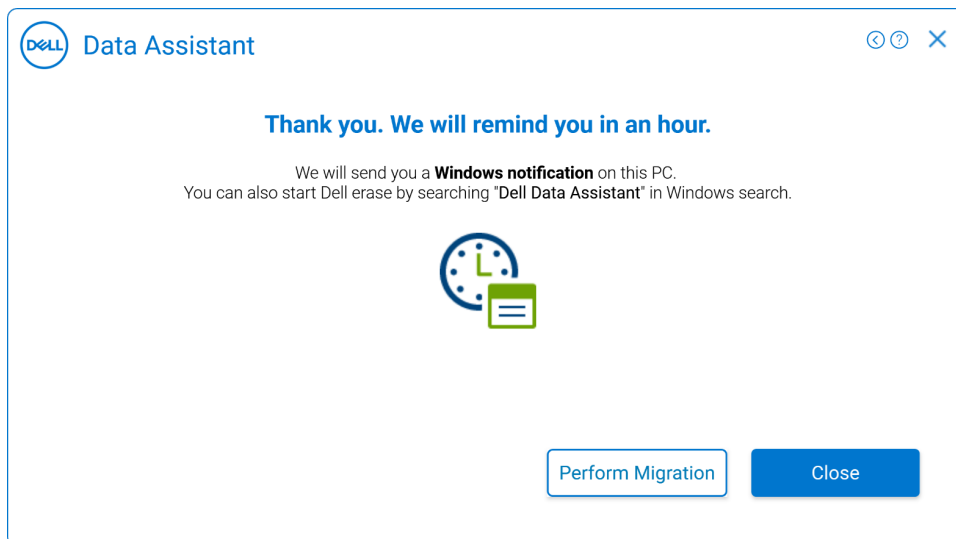 DELL Data Assistant
Thank you. We will remind you in an hour.
We will send you a Windows notification on this PC.
You can also start Dell erase by searching "Dell Data Assistant" in Windows search.
Perform Migration
Close